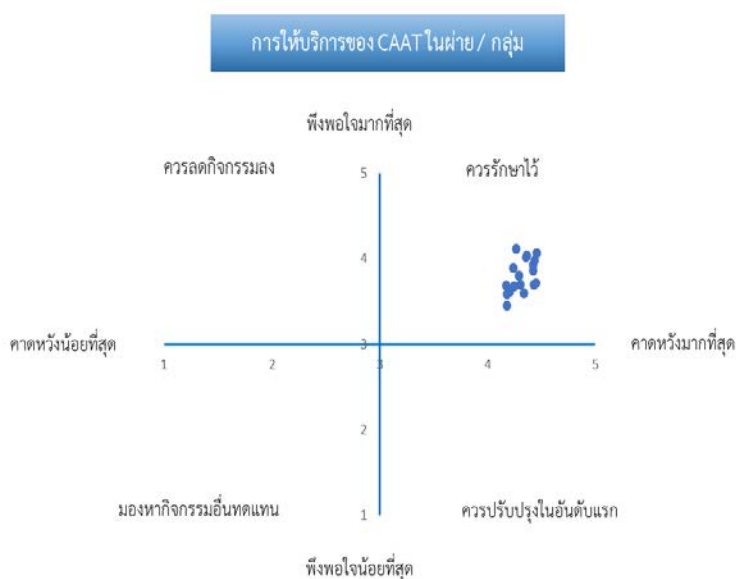 การให้บริการของ CAAT ในฝ่าย / กลุ่ม
พึงพอใจมากที่สุด
ควรลดกิจกรรมลง
5
ควรรักษาไว้
4
คาดหวังน้อยที่สุด
3
คาดหวังมากที่สุด
1
2
3
4
5
2
มองหากิจกรรมอื่นทดแทน
1
ควรปรับปรุงในอันดับแรก
พึงพอใจน้อยที่สุด